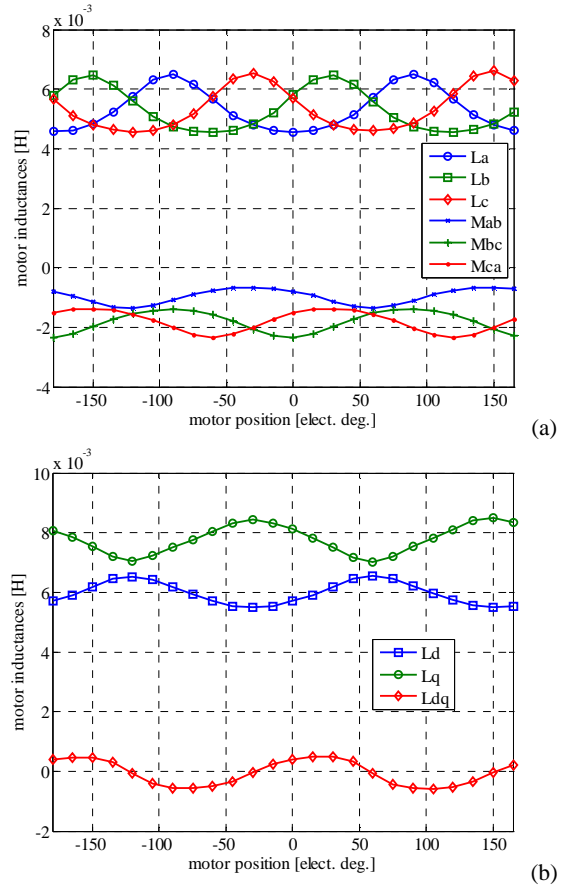 x 10-3
8
6
4
2
0
-2
-4
motor inductances [H]
La
Lb
Lc
Mab
Mbc
Mca
-150 -100 -50 0 50 100 150
motor position [elect. deg.]
(a)
x 10-3
10
8
6
4
2
0
-2
motor inductances [H]
Ld
Lq
Ldq
-150 -100 -50 0 50 100 150
motor position [elect. deg.]
(b)